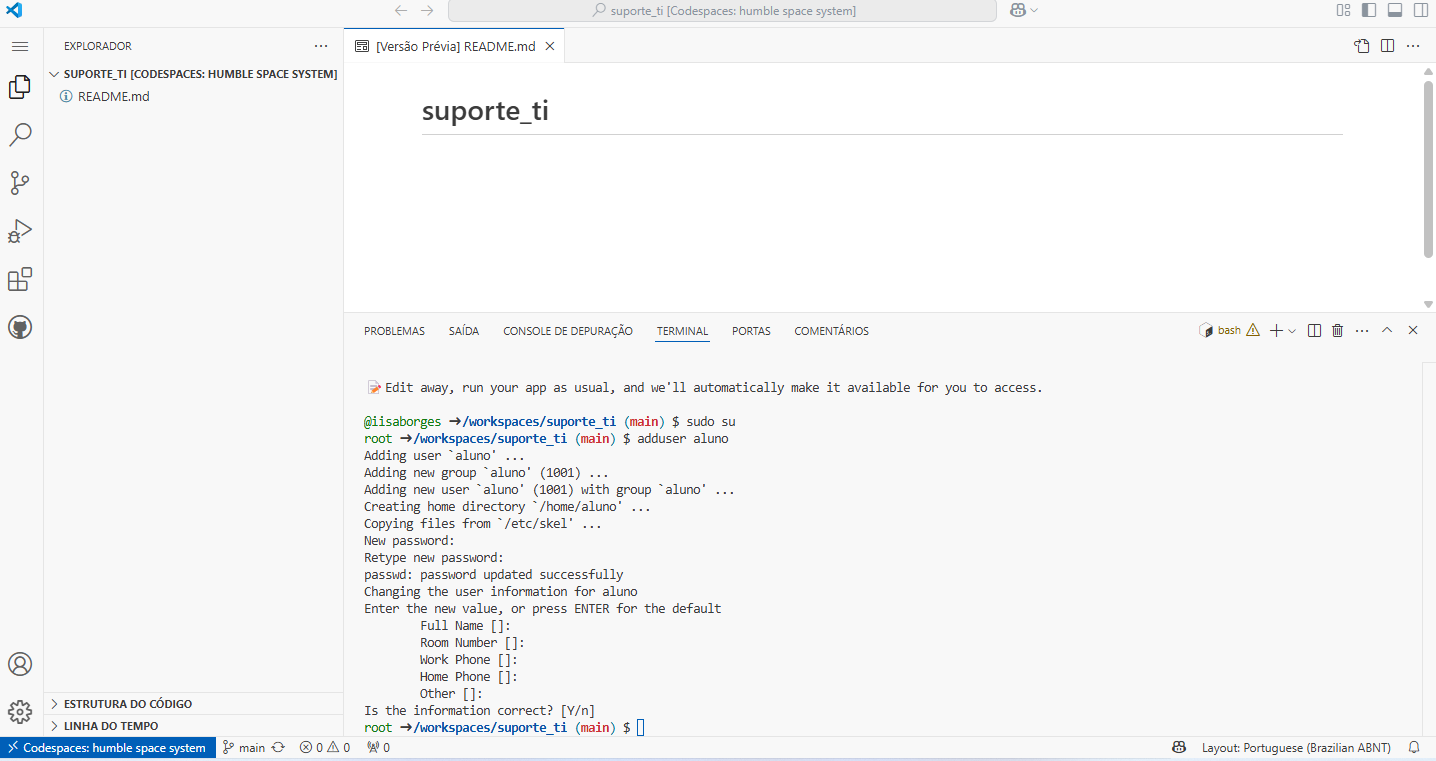 suporte_ti [Codespaces: humble space system]
EXPLORADOR
SUPORTE_TI [CODESPACES: HUMBLE SPACE SYSTEM]
README.md
ESTRUTURA DO CÓDIGO
LINHA DO TEMPO
[Versão Prévia] README.md
suporte_ti
PROBLEMAS SAÍDA CONSOLE DE DEPURAÇÃO TERMINAL PORTAS COMENTÁRIOS
bash
Edit away, run your app as usual, and we'll automatically make it available for you to access.
@iisaborges ➜/workspaces/suporte_ti (main) $ sudo su
root ➜/workspaces/suporte_ti (main) $ adduser aluno
Adding user `aluno' ...
Adding new group `aluno' (1001) ...
Adding new user `aluno' (1001) with group `aluno' ...
Creating home directory `/home/aluno' ...
Copying files from `/etc/skel' ...
New password:
Retype new password:
passwd: password updated successfully
Changing the user information for aluno
Enter the new value, or press ENTER for the default
Full Name []:
Room Number []:
Work Phone []:
Home Phone []:
Other []:
Is the information correct? [Y/n]
root ➜/workspaces/suporte_ti (main) $
Codespaces: humble space system main 0 0 0 Layout: Portuguese (Brazilian ABNT)